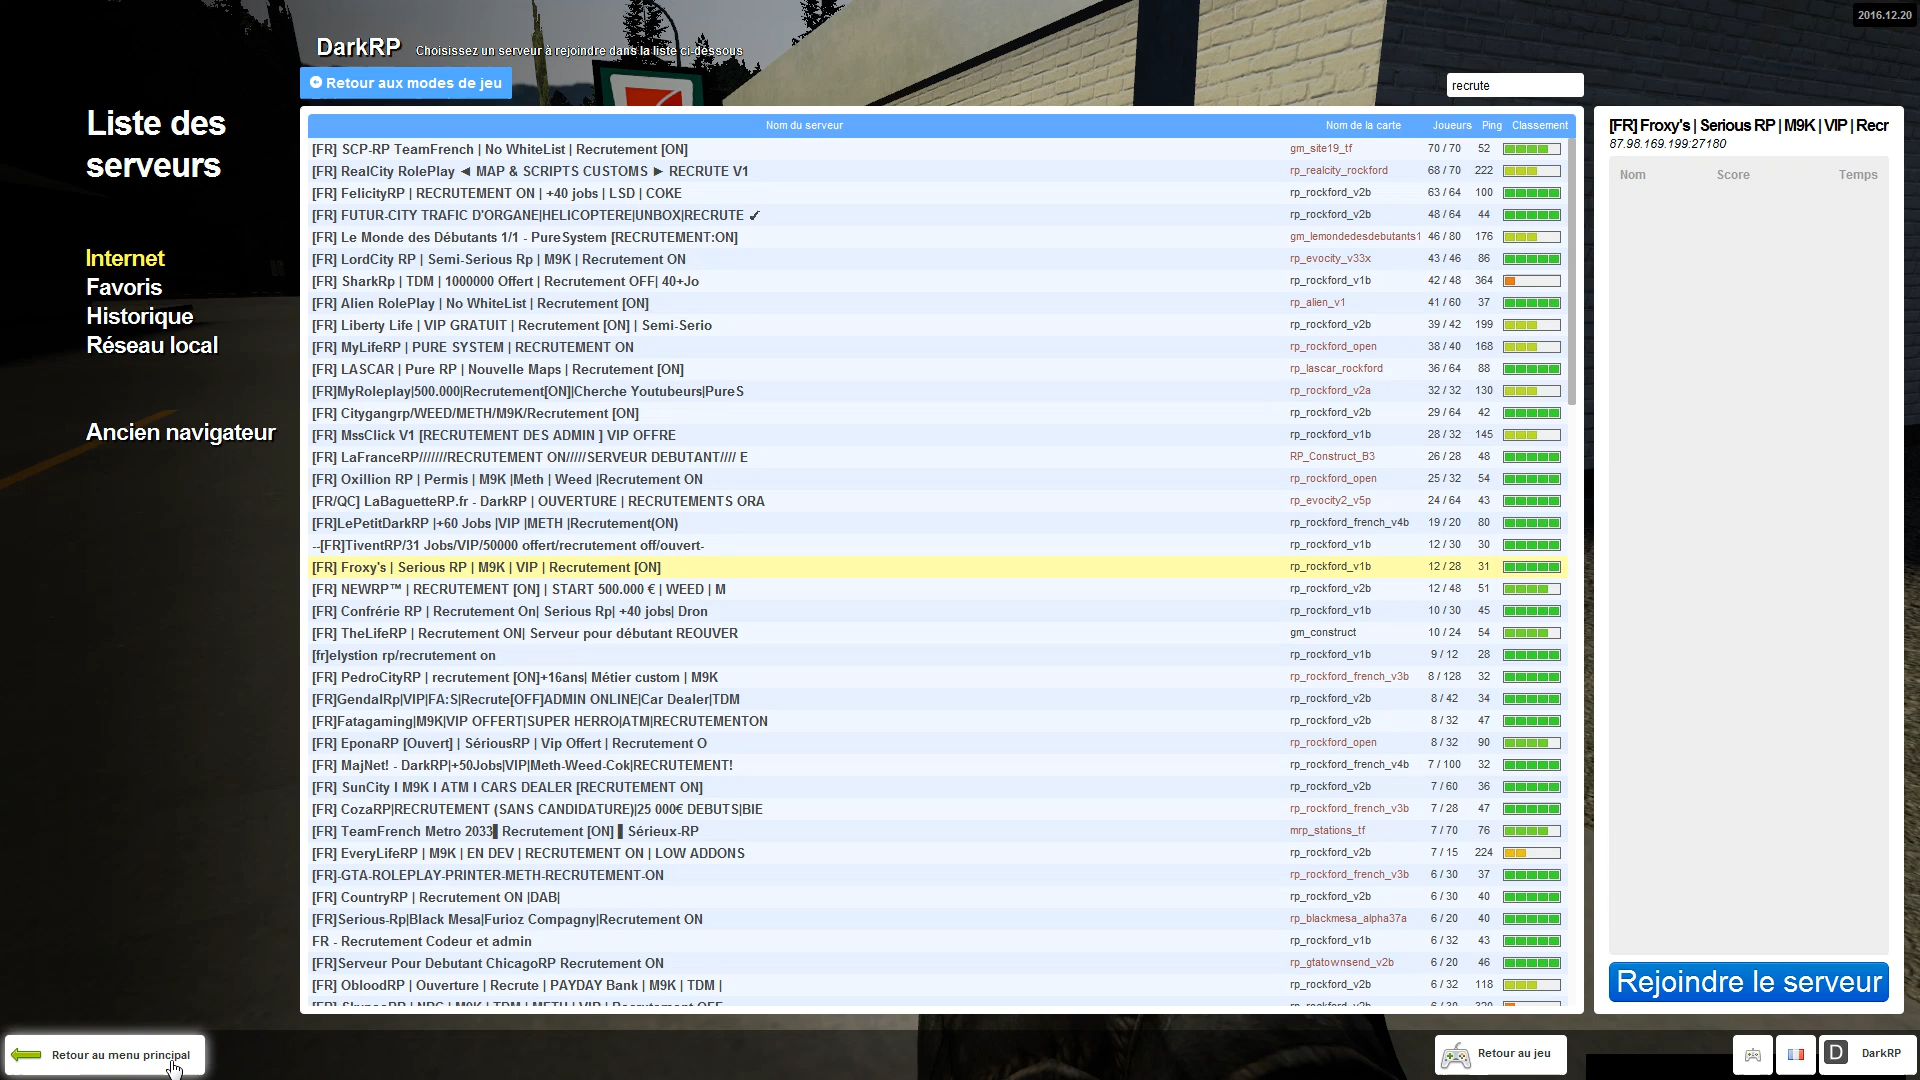 2016.12.20
DarkRP Choisissez un serveur à rejoindre dans la liste ci-dessous
Retour aux modes de jeu
recrute
Liste des
serveurs
Internet
Favoris
Historique
Réseau local
Ancien navigateur
Nom du serveur Nom de la carte Joueurs Ping Classement
[FR] SCP-RP TeamFrench | No WhiteList | Recrutement [ON] gm_site19_tf 70 / 70 52
[FR] RealCity RolePlay ◄ MAP & SCRIPTS CUSTOMS ► RECRUTE V1 rp_realcity_rockford 68 / 70 222
[FR] FelicityRP | RECRUTEMENT ON | +40 jobs | LSD | COKE rp_rockford_v2b 63 / 64 100
[FR] FUTUR-CITY TRAFIC D'ORGANE|HELICOPTERE|UNBOX|RECRUTE ✓ rp_rockford_v2b 48 / 64 44
[FR] Le Monde des Débutants 1/1 - PureSystem [RECRUTEMENT:ON] gm_lemondedesdebutants1 46 / 80 176
[FR] LordCity RP | Semi-Serious Rp | M9K | Recrutement ON rp_evocity_v33x 43 / 46 86
[FR] SharkRp | TDM | 1000000 Offert | Recrutement OFF| 40+Jo rp_rockford_v1b 42 / 48 364
[FR] Alien RolePlay | No WhiteList | Recrutement [ON] rp_alien_v1 41 / 60 37
[FR] Liberty Life | VIP GRATUIT | Recrutement [ON] | Semi-Serio rp_rockford_v2b 39 / 42 199
[FR] MyLifeRP | PURE SYSTEM | RECRUTEMENT ON rp_rockford_open 38 / 40 168
[FR] LASCAR | Pure RP | Nouvelle Maps | Recrutement [ON] rp_lascar_rockford 36 / 64 88
[FR]MyRoleplay|500.000|Recrutement[ON]|Cherche Youtubeurs|PureS rp_rockford_v2a 32 / 32 130
[FR] Citygangrp/WEED/METH/M9K/Recrutement [ON] rp_rockford_v2b 29 / 64 42
[FR] MssClick V1 [RECRUTEMENT DES ADMIN ] VIP OFFRE rp_rockford_v1b 28 / 32 145
[FR] LaFranceRP///////RECRUTEMENT ON/////SERVEUR DEBUTANT//// E RP_Construct_B3 26 / 28 48
[FR] Oxillion RP | Permis | M9K |Meth | Weed |Recrutement ON rp_rockford_open 25 / 32 54
[FR/QC] LaBaguetteRP.fr - DarkRP | OUVERTURE | RECRUTEMENTS ORA rp_evocity2_v5p 24 / 64 43
[FR]LePetitDarkRP |+60 Jobs |VIP |METH |Recrutement(ON) rp_rockford_french_v4b 19 / 20 80
--[FR]TiventRP/31 Jobs/VIP/50000 offert/recrutement off/ouvert- rp_rockford_v1b 12 / 30 30
[FR] Froxy's | Serious RP | M9K | VIP | Recrutement [ON] rp_rockford_v1b 12 / 28 31
[FR] NEWRP™ | RECRUTEMENT [ON] | START 500.000 € | WEED | M rp_rockford_v2b 12 / 48 51
[FR] Confrérie RP | Recrutement On| Serious Rp| +40 jobs| Dron rp_rockford_v1b 10 / 30 45
[FR] TheLifeRP | Recrutement ON| Serveur pour débutant REOUVER gm_construct 10 / 24 54
[fr]elystion rp/recrutement on rp_rockford_v1b 9 / 12 28
[FR] PedroCityRP | recrutement [ON]+16ans| Métier custom | M9K rp_rockford_french_v3b 8 / 128 32
[FR]GendalRp|VIP|FA:S|Recrute[OFF]ADMIN ONLINE|Car Dealer|TDM rp_rockford_v2b 8 / 42 34
[FR]Fatagaming|M9K|VIP OFFERT|SUPER HERRO|ATM|RECRUTEMENTON rp_rockford_v2b 8 / 32 47
[FR] EponaRP [Ouvert] | SériousRP | Vip Offert | Recrutement O rp_rockford_open 8 / 32 90
[FR] MajNet! - DarkRP|+50Jobs|VIP|Meth-Weed-Cok|RECRUTEMENT! rp_rockford_french_v4b 7 / 100 32
[FR] SunCity I M9K I ATM I CARS DEALER [RECRUTEMENT ON] rp_rockford_v2b 7 / 60 36
[FR] CozaRP|RECRUTEMENT (SANS CANDIDATURE)|25 000€ DEBUTS|BIE rp_rockford_french_v3b 7 / 28 47
[FR] TeamFrench Metro 2033▌Recrutement [ON] ▌Sérieux-RP mrp_stations_tf 7 / 70 76
[FR] EveryLifeRP | M9K | EN DEV | RECRUTEMENT ON | LOW ADDONS rp_rockford_v2b 7 / 15 224
[FR]-GTA-ROLEPLAY-PRINTER-METH-RECRUTEMENT-ON rp_rockford_french_v3b 6 / 30 37
[FR] CountryRP | Recrutement ON |DAB| rp_rockford_v2b 6 / 30 40
[FR]Serious-Rp|Black Mesa|Furioz Compagny|Recrutement ON rp_blackmesa_alpha37a 6 / 20 40
FR - Recrutement Codeur et admin rp_rockford_v1b 6 / 32 43
[FR]Serveur Pour Debutant ChicagoRP Recrutement ON rp_gtatownsend_v2b 6 / 20 46
[FR] ObloodRP | Ouverture | Recrute | PAYDAY Bank | M9K | TDM | rp_rockford_v2b 6 / 32 118
[FR] Froxy's | Serious RP | M9K | VIP | Recr
87.98.169.199:27180
Nom Score Temps
Rejoindre le serveur
Retour au menu principal
Retour au jeu
D DarkRP